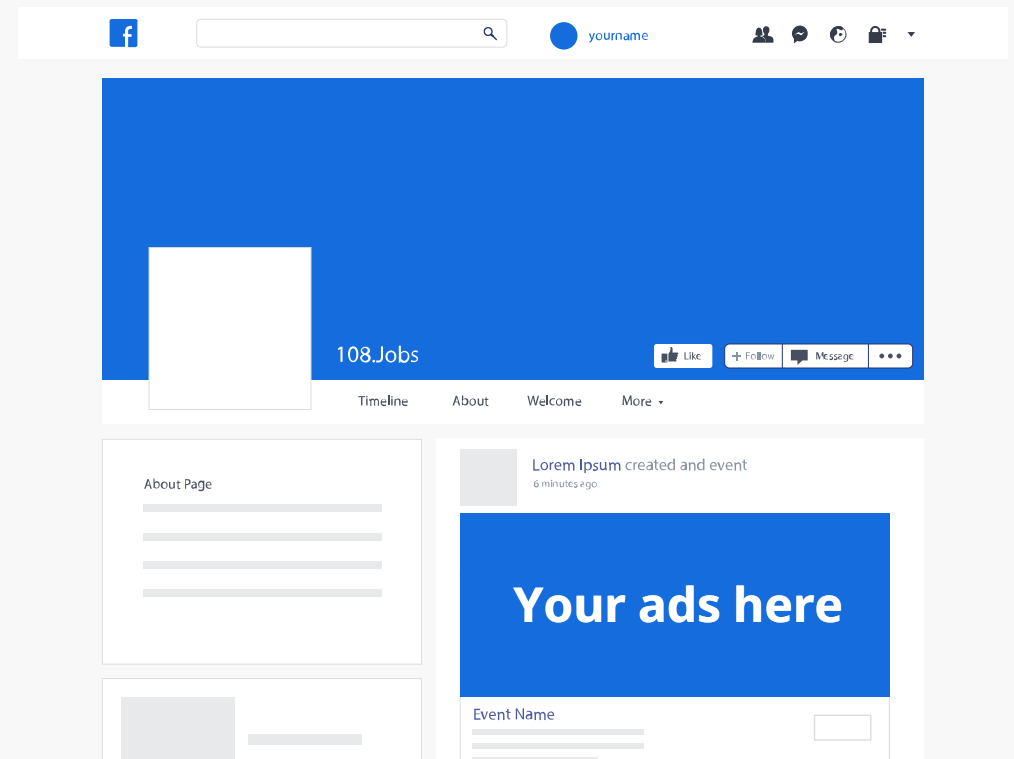 yourname
108.Jobs
Like
Follow
Message
Timeline
About
Welcome
More
About Page
Lorem Ipsum created and event
6 minutes ago
Your ads here
Event Name